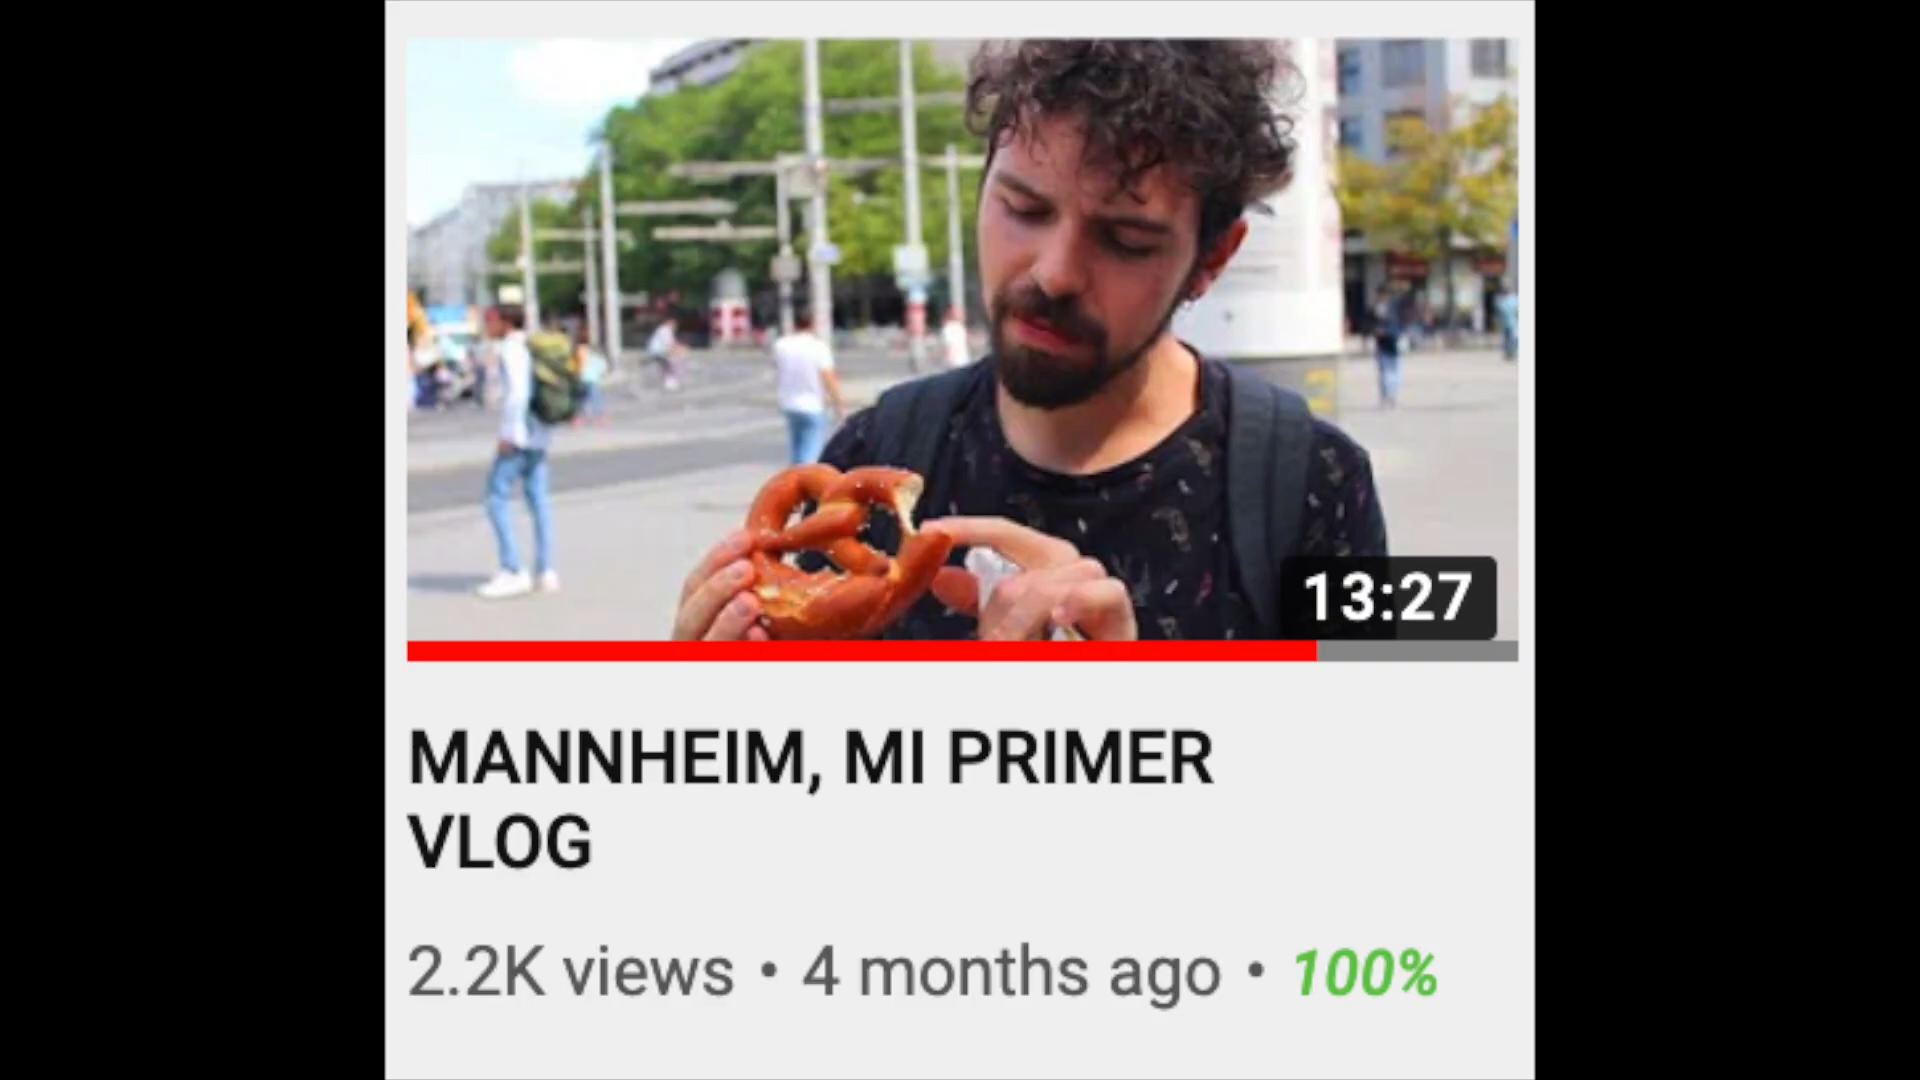 13:27
MANNHEIM, MI PRIMER
VLOG
2.2K views • 4 months ago • 100%